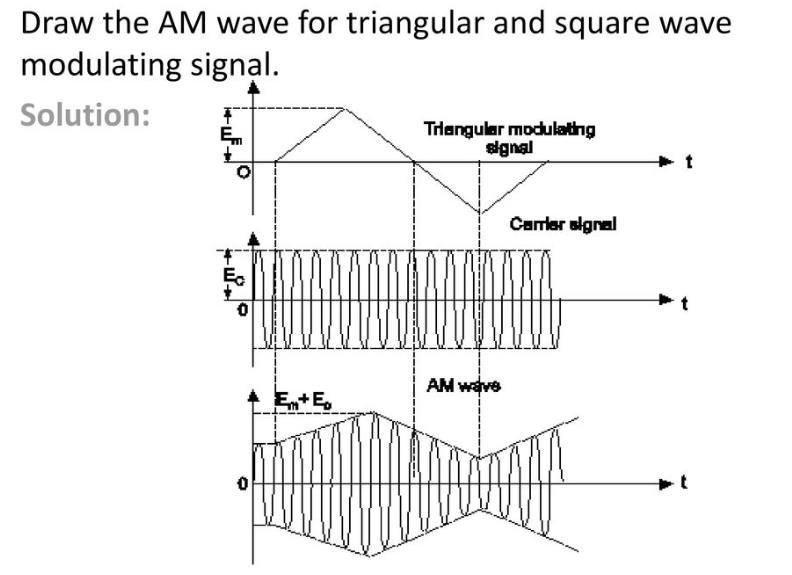 Draw the AM wave for triangular and square wave
modulating signal.
Solution:
Triangular modulating
signal
Em
t
O
Carrier signal
Ec
0
t
AM wave
Em+Eo
0
t